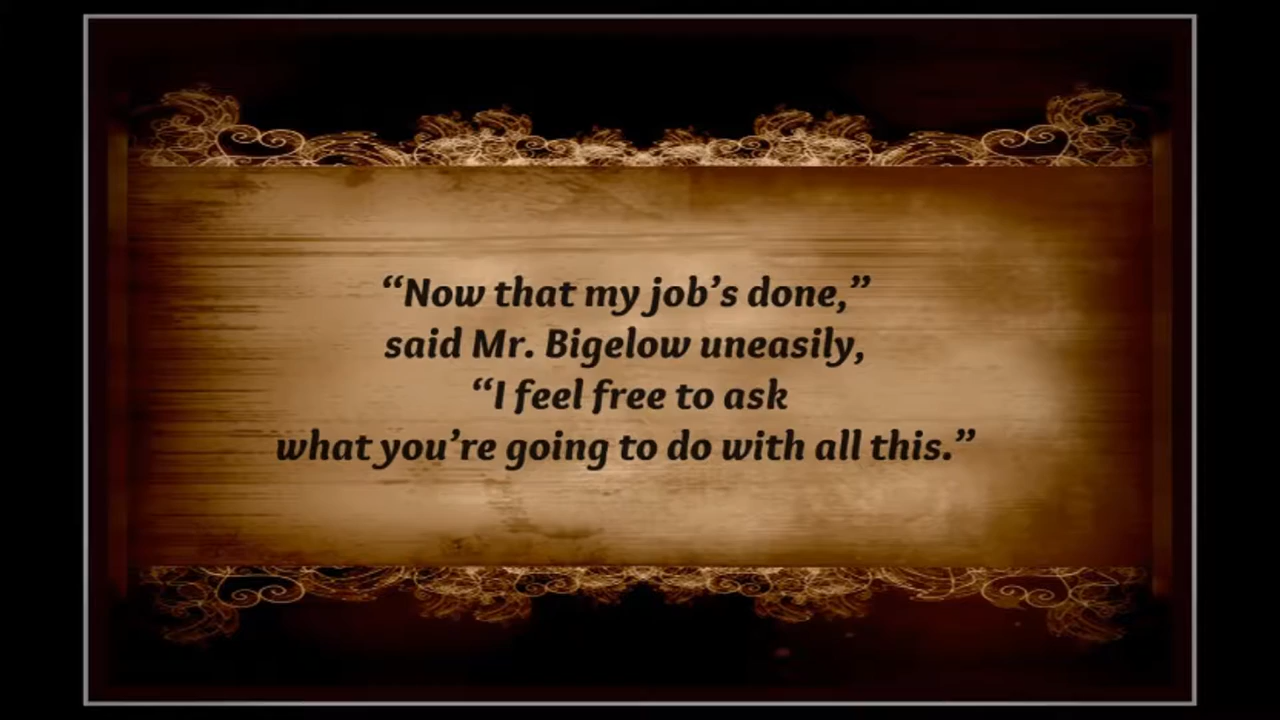 “Now that my job’s done,”
said Mr. Bigelow uneasily,
“I feel free to ask
what you’re going to do with all this.”